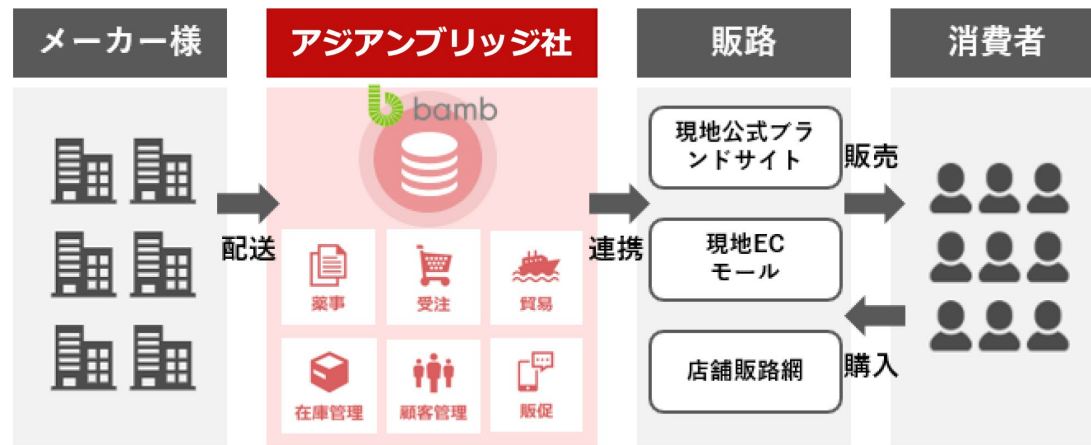 メーカー様
アジアンブリッジ社
販路
消費者
bamb
配送
薬事
受注
貿易
在庫管理
顧客管理
販促
連携
現地公式ブラ
ンドサイト
現地EC
モール
店舗販路網
販売
購入